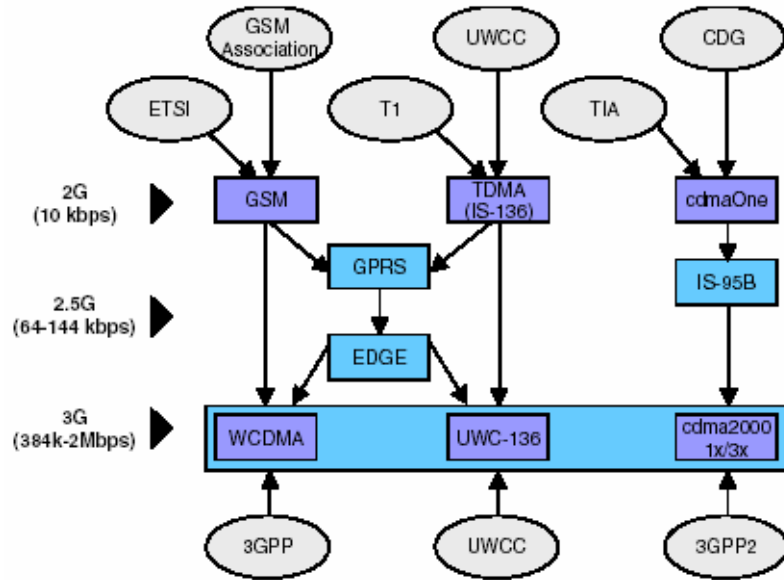 GSM
Association
UWCC
CDG
ETSI
T1
TIA
2G
(10 kbps)
GSM
TDMA
(IS-136)
cdmaOne
GPRS
IS-95B
2.5G
(64-144 kbps)
EDGE
3G
(384k-2Mbps)
WCDMA
UWC-136
cdma2000
1x/3x
3GPP
UWCC
3GPP2